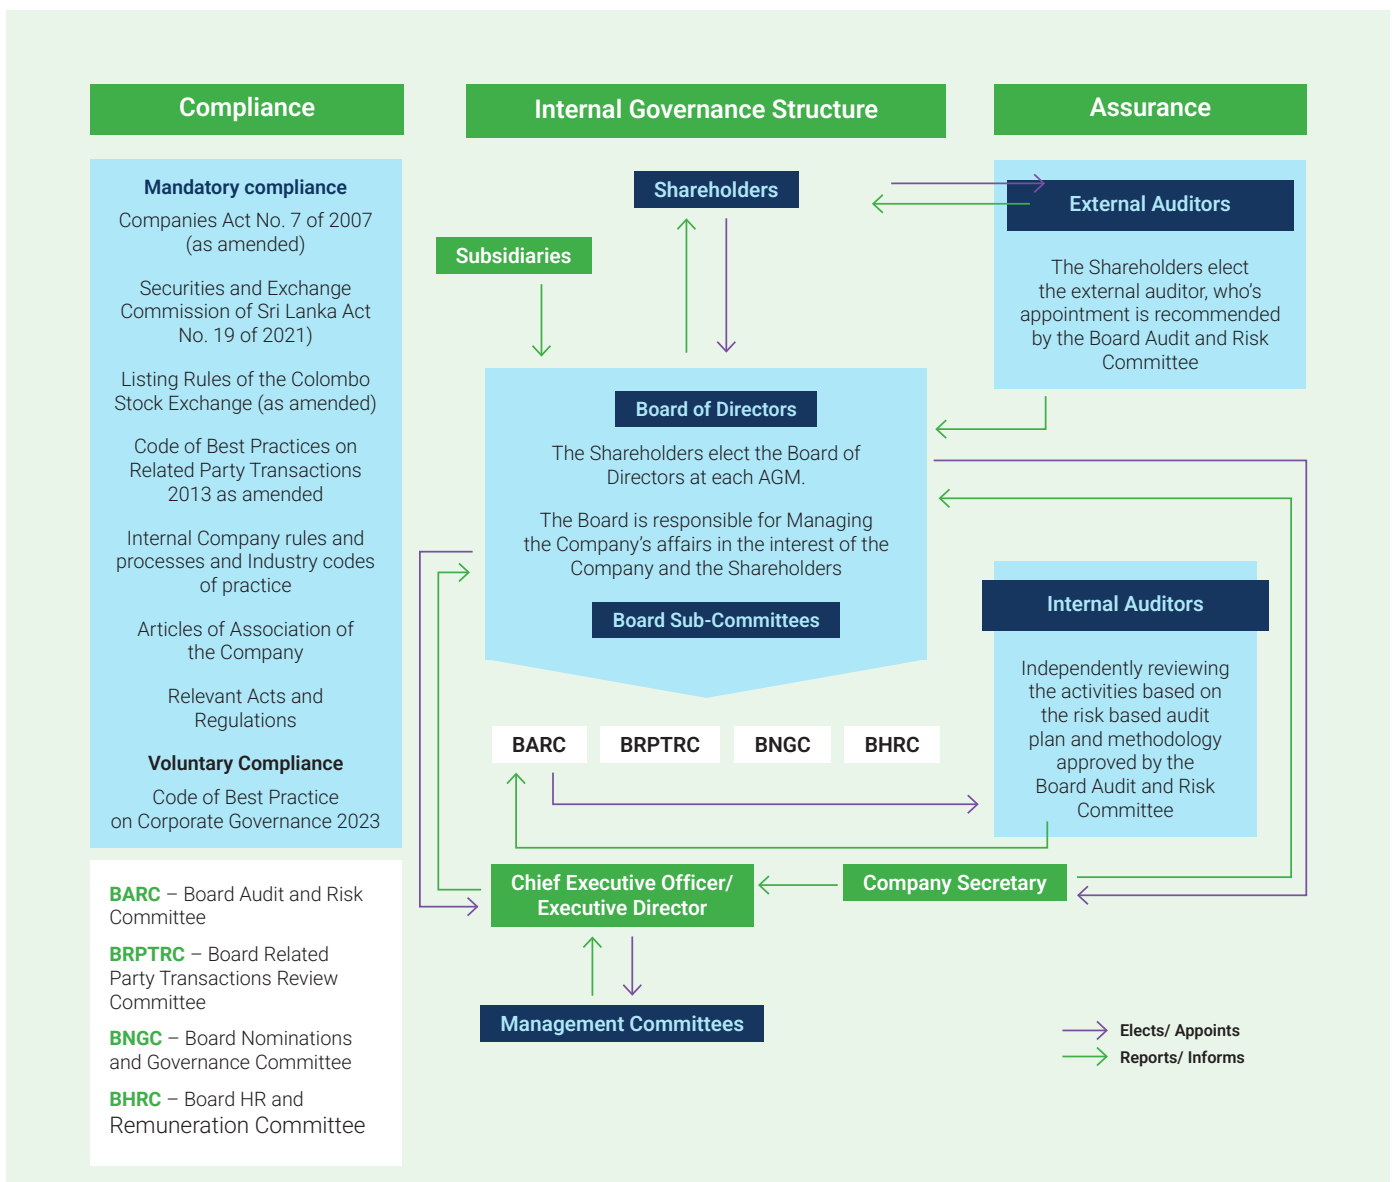 Compliance
Mandatory compliance
Companies Act No. 7 of 2007
(as amended)
Securities and Exchange
Commission of Sri Lanka Act
No. 19 of 2021)
Listing Rules of the Colombo
Stock Exchange (as amended)
Code of Best Practices on
Related Party Transactions
2013 as amended
Internal Company rules and
processes and Industry codes
of practice
Articles of Association of
the Company
Relevant Acts and
Regulations
Voluntary Compliance
Code of Best Practice
on Corporate Governance 2023
BARC – Board Audit and Risk
Committee
BRPTRC – Board Related
Party Transactions Review
Committee
BNGC – Board Nominations
and Governance Committee
BHRC – Board HR and
Remuneration Committee
Internal Governance Structure
Shareholders
Subsidiaries
Board of Directors
The Shareholders elect the Board of
Directors at each AGM.
The Board is responsible for Managing
the Company's affairs in the interest of the
Company and the Shareholders
Board Sub-Committees
BARC
BRPTRC
BNGC
BHRC
Chief Executive Officer/
Executive Director
Company Secretary
Management Committees
Assurance
External Auditors
The Shareholders elect
the external auditor, who's
appointment is recommended
by the Board Audit and Risk
Committee
Internal Auditors
Independently reviewing
the activities based on
the risk based audit
plan and methodology
approved by the
Board Audit and Risk
Committee
Elects/ Appoints
Reports/ Informs